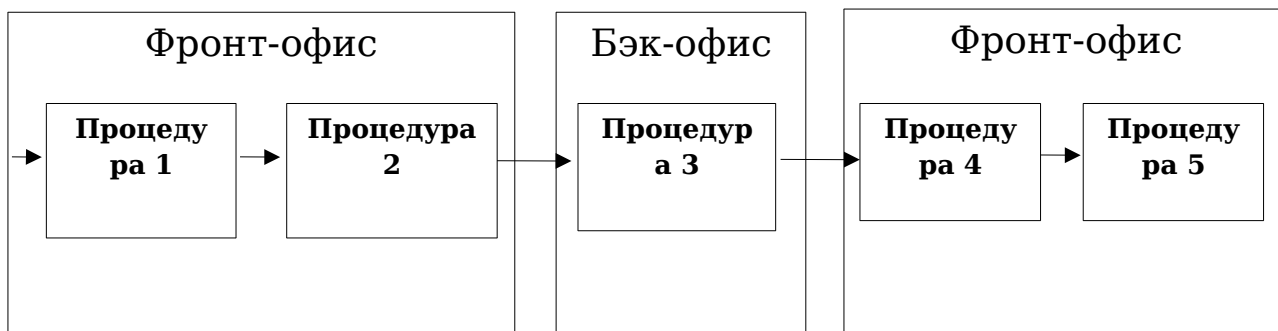 Фронт-офис
Бэк-офис
Фронт-офис
Процеду
ра 1
Процедура
2
Процедур
а 3
Процеду
ра 4
Процеду
ра 5